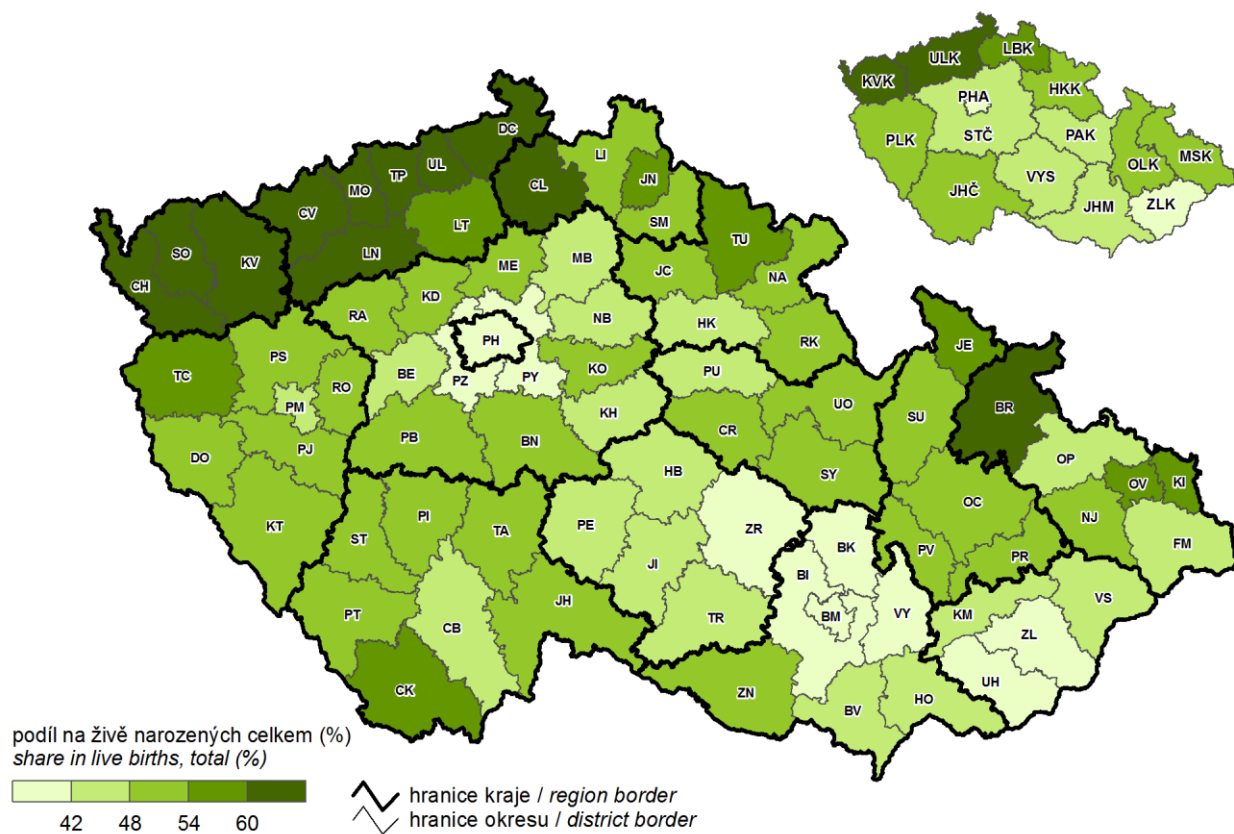 LBK
ULK
KVK
HKK
PHA
STČ
PAK
PLK
OLK
MSK
VYS
JHČ
JHM
ZLK
DC
UL
TP
LI
MO
CL
JN
CV
LT
SM
SO
KV
LN
TU
CH
ME
MB
JC
NA
KD
RA
NB
HK
PH
RK
JE
TC
PS
RO
BE
PZ
PY
KO
PU
PM
KH
UO
SU
BR
DO
PJ
PB
BN
CR
OP
HB
SY
OV
KI
KT
ST
PI
TA
PE
ZR
OC
NJ
FM
BK
JI
BI
PV
PR
PT
CB
JH
TR
BM
VY
KM
VS
ZL
CK
ZN
BV
HO
UH
podíl na živě narozených celkem (%)
share in live births, total (%)
42 48 54 60
hranice kraje / region border
hranice okresu / district border